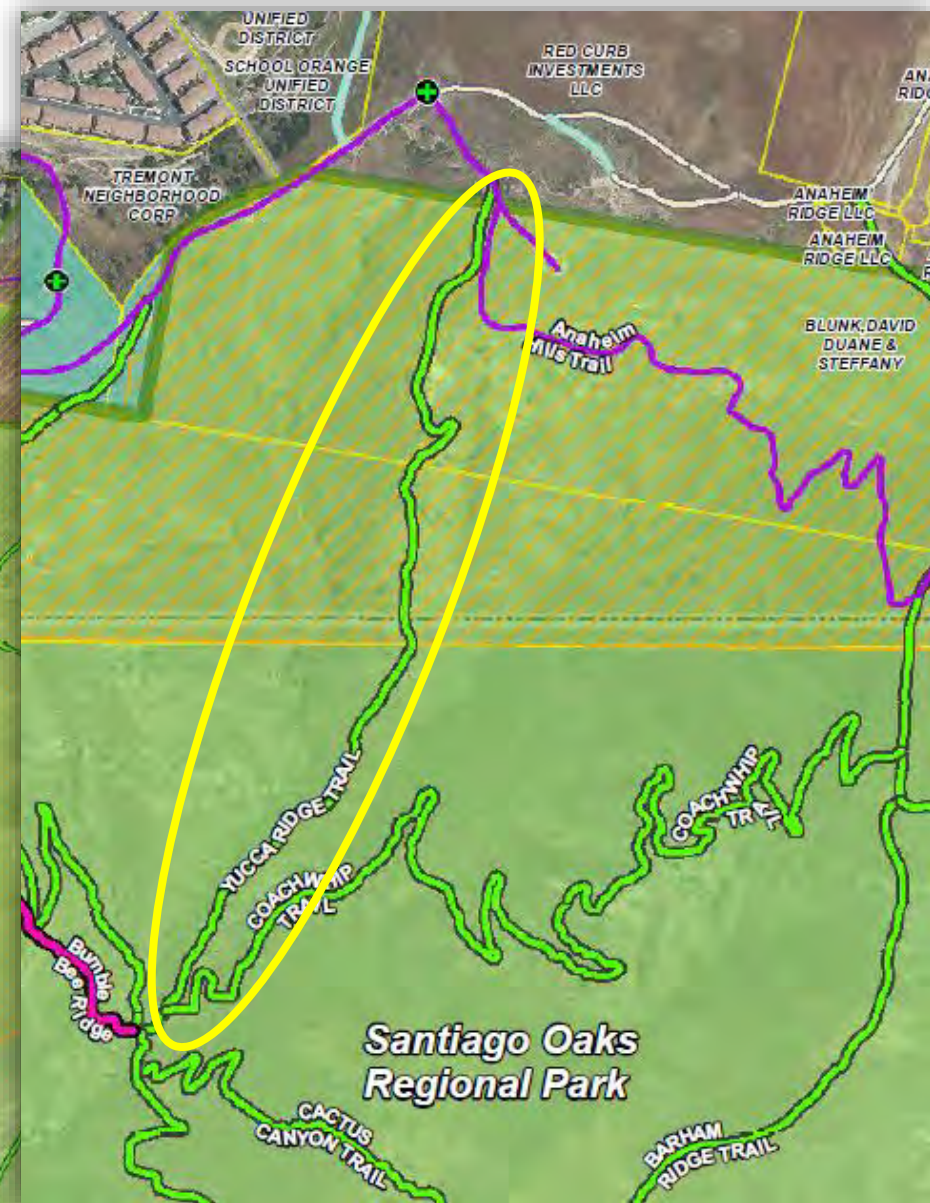 UNIFIED
DISTRICT
SCHOOL ORANGE
UNIFIED
DISTRICT
RED CURB
INVESTMENTS
LLC
TREMONT
NEIGHBORHOOD
CORP
ANAHEIM
RIDGE LLC
ANAHEIM
RIDGE LLC
BLUNK,DAVID
DUANE &
STEFFANY
Anaheim
Hills Trail
YUCCA RIDGE TRAIL
COACHWHIP
TRAIL
COACHWHIP
TRAIL
Bumble
Bee Ridge
Santiago Oaks
Regional Park
CACTUS
CANYON TRAIL
BARHAM
RIDGE TRAIL